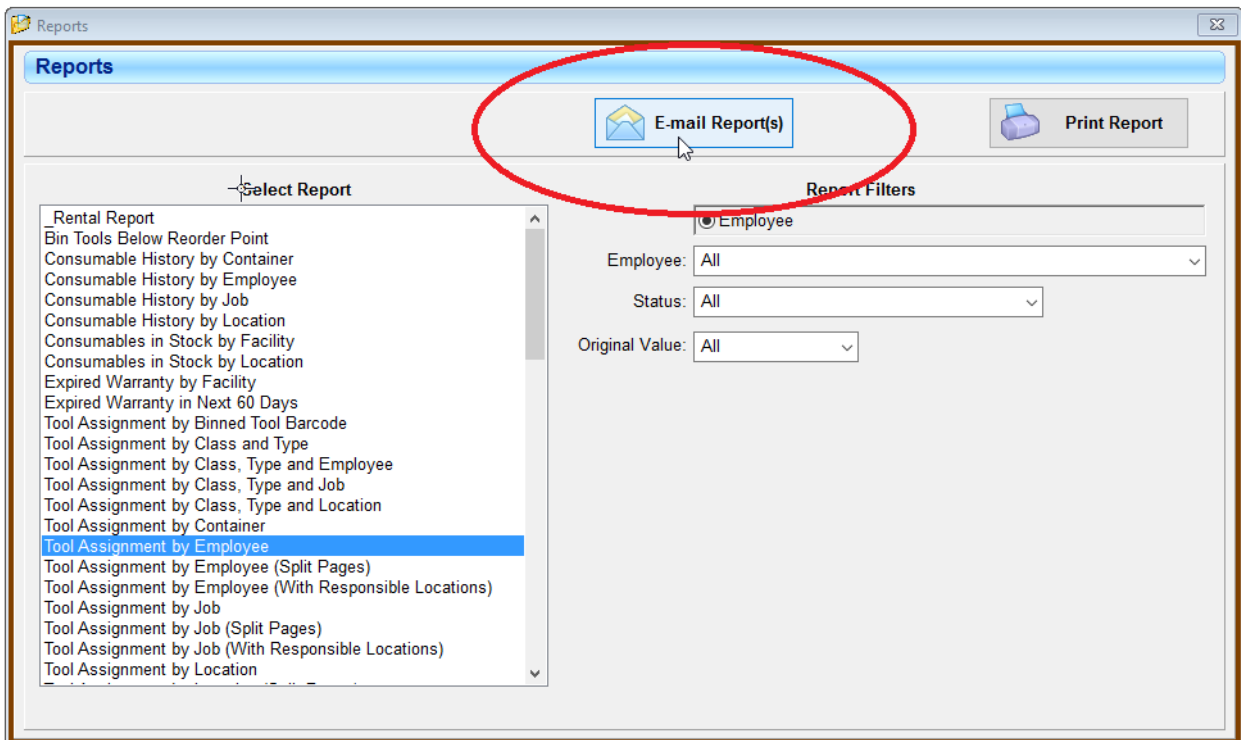 Reports
Reports
E-mail Report(s)
Print Report
Select Report
_Rental Report
Bin Tools Below Reorder Point
Consumable History by Container
Consumable History by Employee
Consumable History by Job
Consumable History by Location
Consumables in Stock by Facility
Consumables in Stock by Location
Expired Warranty by Facility
Expired Warranty in Next 60 Days
Tool Assignment by Binned Tool Barcode
Tool Assignment by Class and Type
Tool Assignment by Class, Type and Employee
Tool Assignment by Class, Type and Job
Tool Assignment by Class, Type and Location
Tool Assignment by Container
Tool Assignment by Employee
Tool Assignment by Employee (Split Pages)
Tool Assignment by Employee (With Responsible Locations)
Tool Assignment by Job
Tool Assignment by Job (Split Pages)
Tool Assignment by Job (With Responsible Locations)
Tool Assignment by Location
Report Filters
Employee
Employee: All
Status: All
Original Value: All